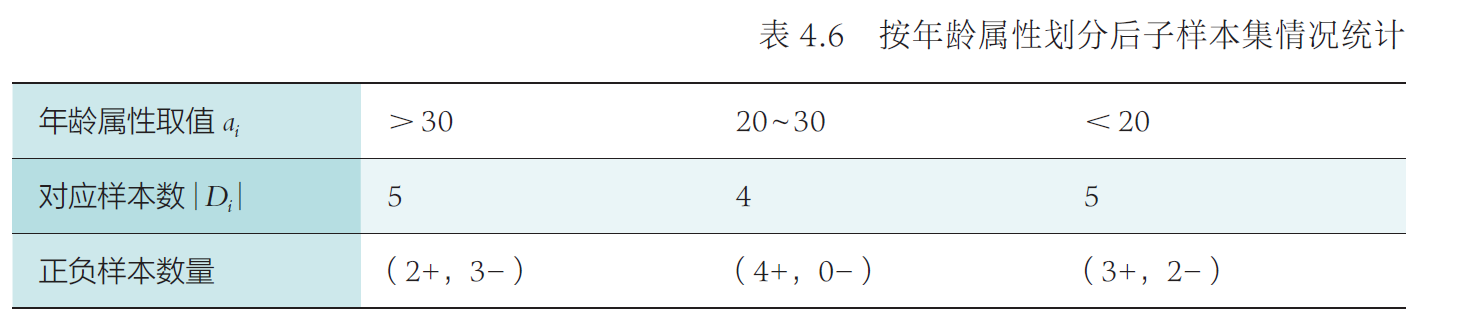 表 4.6 按年龄属性划分后子样本集情况统计
年龄属性取值 aᵢ ＞30 20~30 ＜20
对应样本数|Dᵢ| 5 4 5
正负样本数量 （2+，3−） （4+，0−） （3+，2−）